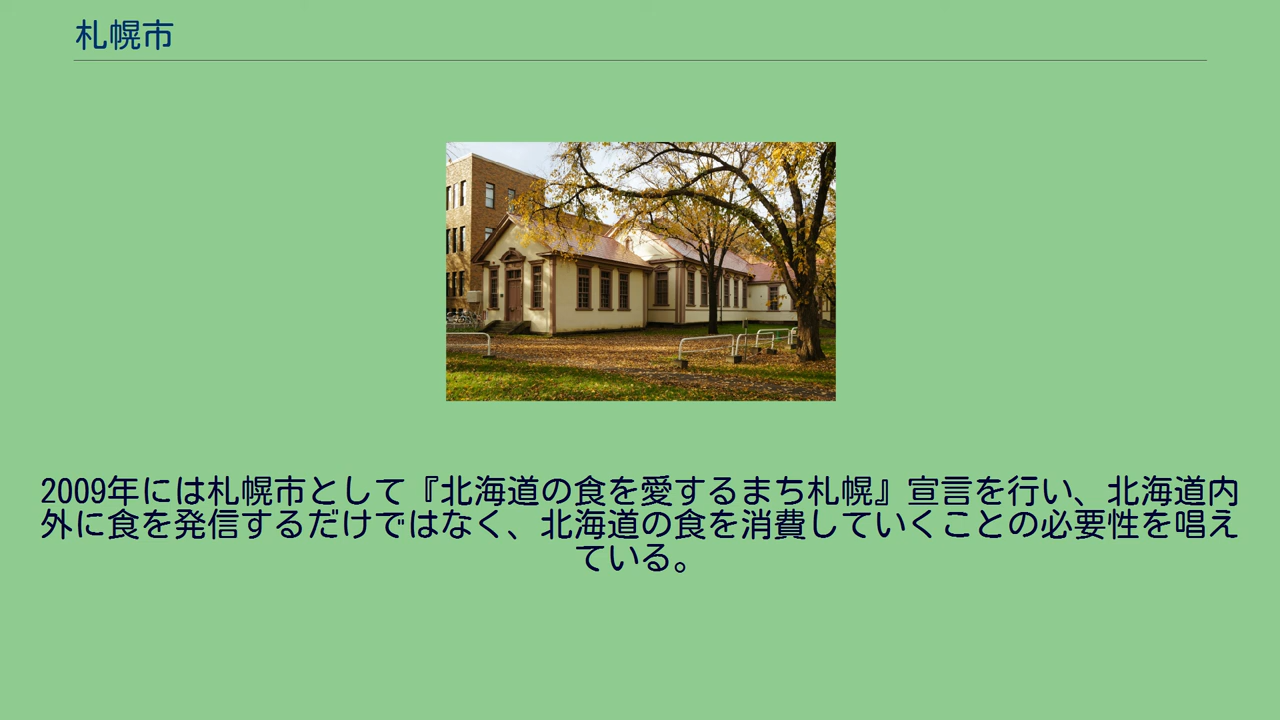 札幌市
2009年には札幌市として『北海道の食を愛するまち札幌』宣言を行い、北海道内
外に食を発信するだけではなく、北海道の食を消費していくことの必要性を唱え
ている。